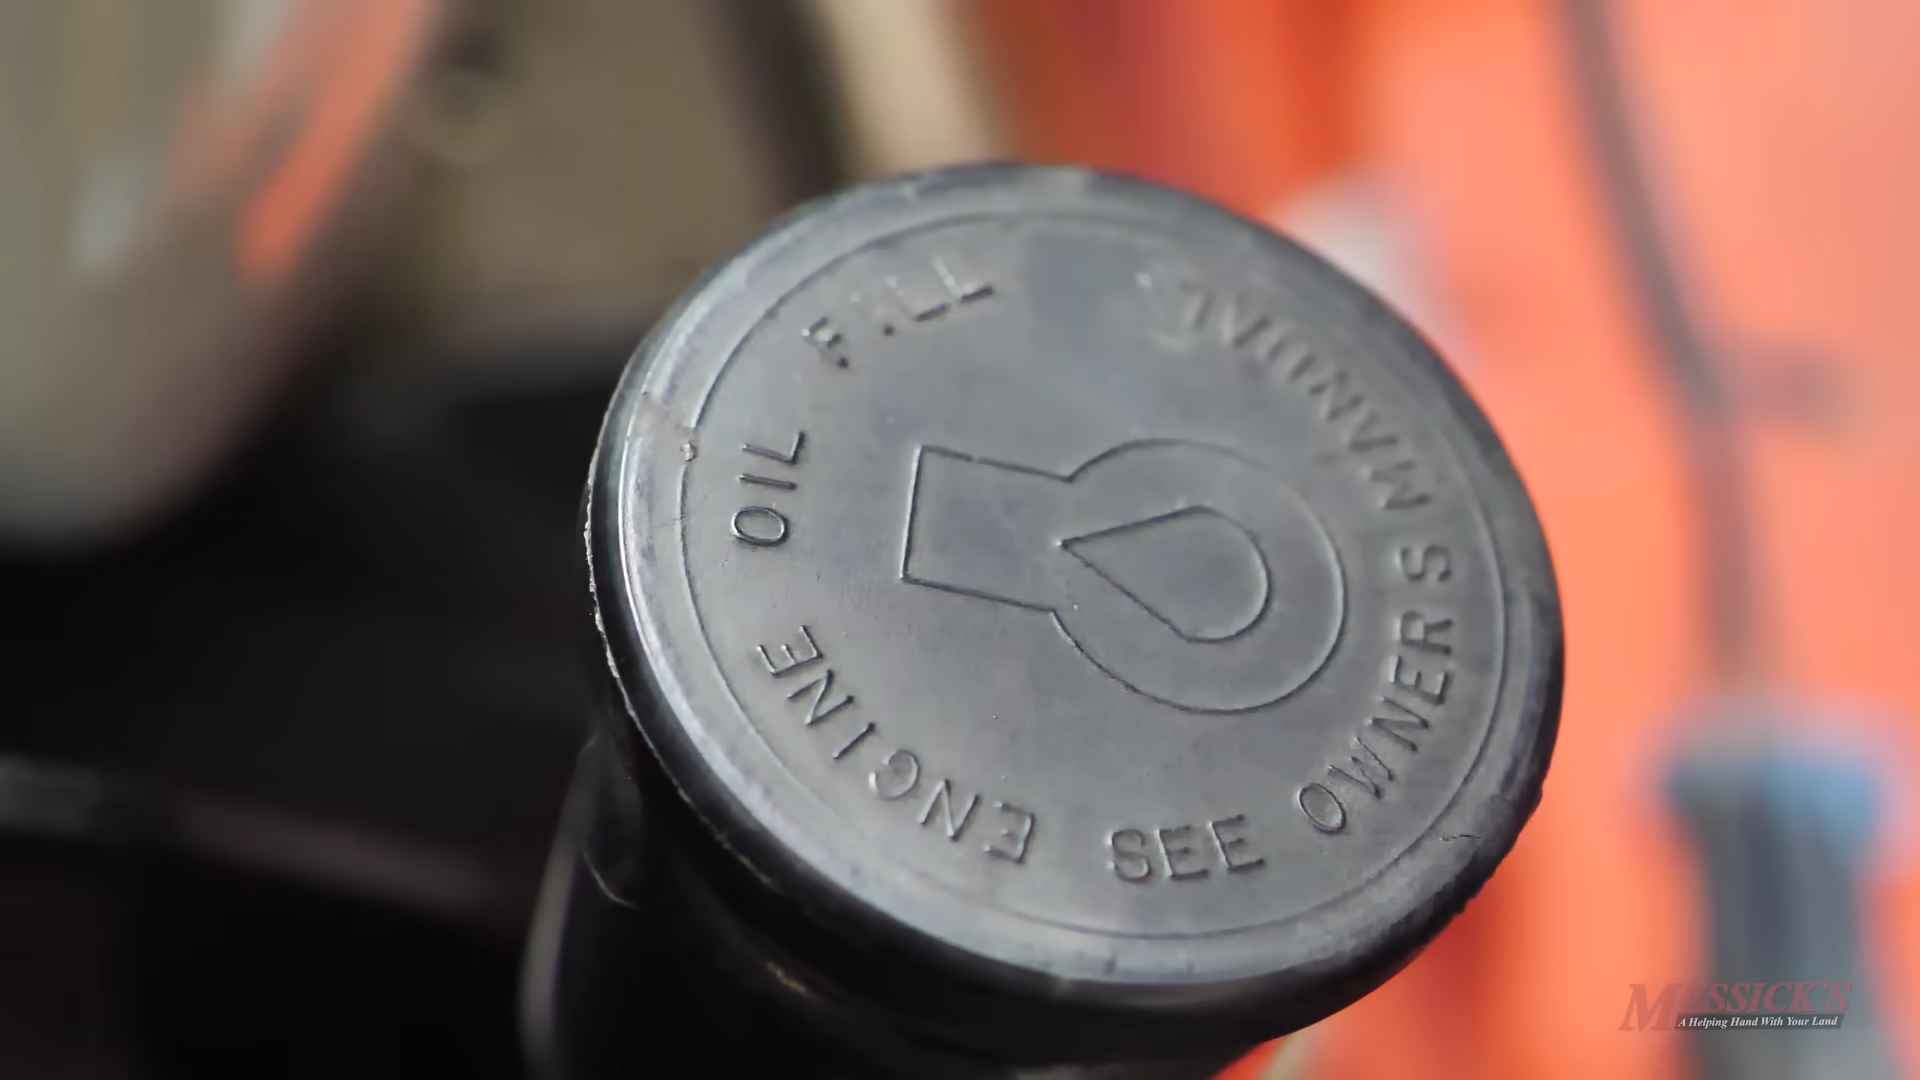 ENGINE OIL FILL
SEE OWNERS MANUAL
MESSICK'S
A Helping Hand With Your Land